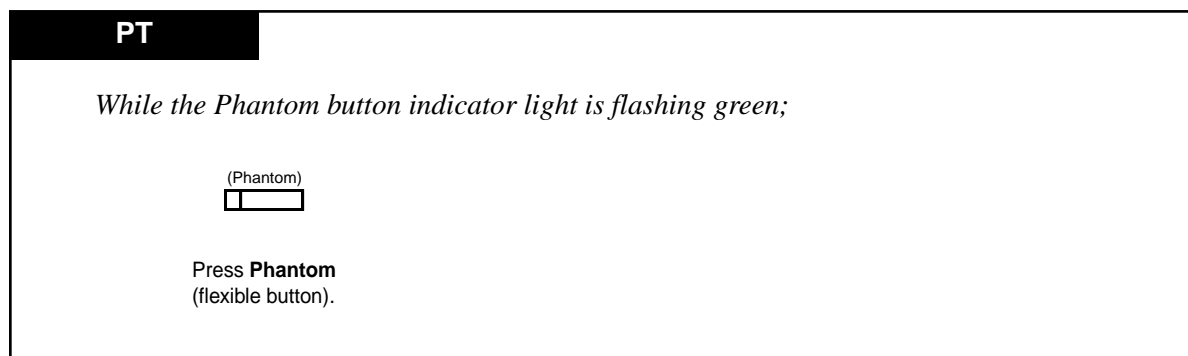 PT
While the Phantom button indicator light is flashing green;
(Phantom)
Press Phantom
(flexible button).